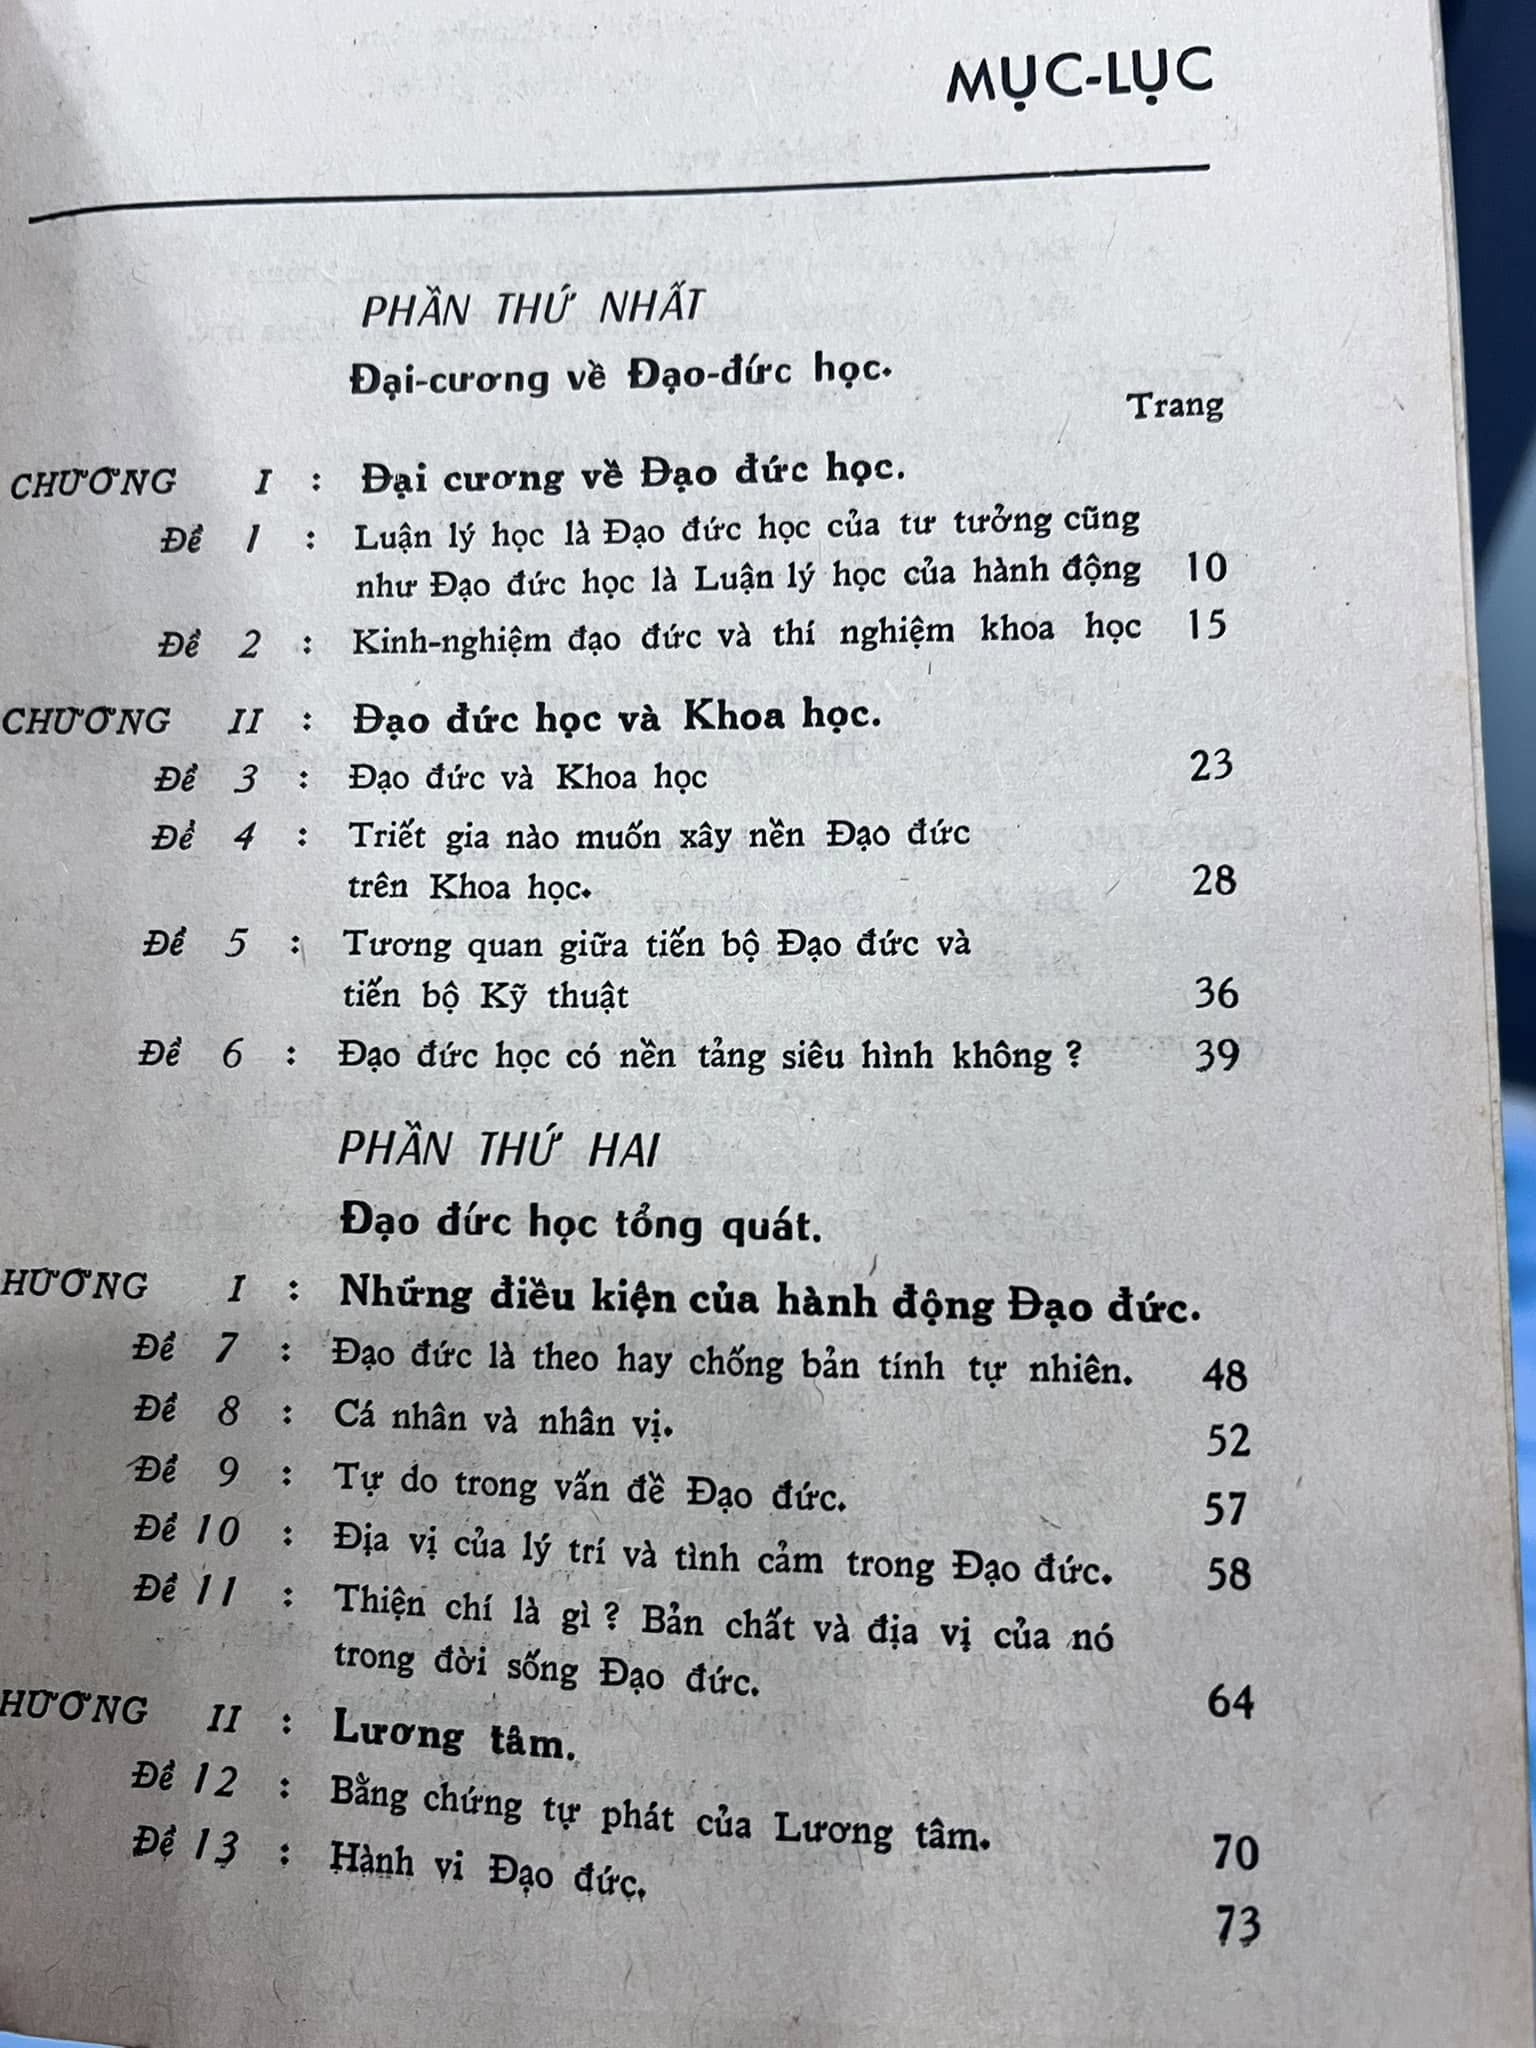 MỤC-LỤC
PHẦN THỨ NHẤT
Đại-cương về Đạo-đức học.
Trang
CHƯƠNG I : Đại cương về Đạo đức học.
Đề 1 : Luận lý học là Đạo đức học của tư tưởng cũng
như Đạo đức học là Luận lý học của hành động 10
Đề 2 : Kinh-nghiệm đạo đức và thí nghiệm khoa học 15
CHƯƠNG II : Đạo đức học và Khoa học.
Đề 3 : Đạo đức và Khoa học 23
Đề 4 : Triết gia nào muốn xây nền Đạo đức
trên Khoa học. 28
Đề 5 : Tương quan giữa tiến bộ Đạo đức và
tiến bộ Kỹ thuật 36
Đề 6 : Đạo đức học có nền tảng siêu hình không ? 39
PHẦN THỨ HAI
Đạo đức học tổng quát.
HƯƠNG I : Những điều kiện của hành động Đạo đức.
Đề 7 : Đạo đức là theo hay chống bản tính tự nhiên. 48
Đề 8 : Cá nhân và nhân vị. 52
Đề 9 : Tự do trong vấn đề Đạo đức. 57
Đề 10 : Địa vị của lý trí và tình cảm trong Đạo đức. 58
Đề 11 : Thiện chí là gì ? Bản chất và địa vị của nó
trong đời sống Đạo đức. 64
HƯƠNG II : Lương tâm.
Đề 12 : Bằng chứng tự phát của Lương tâm. 70
Đề 13 : Hành vi Đạo đức. 73